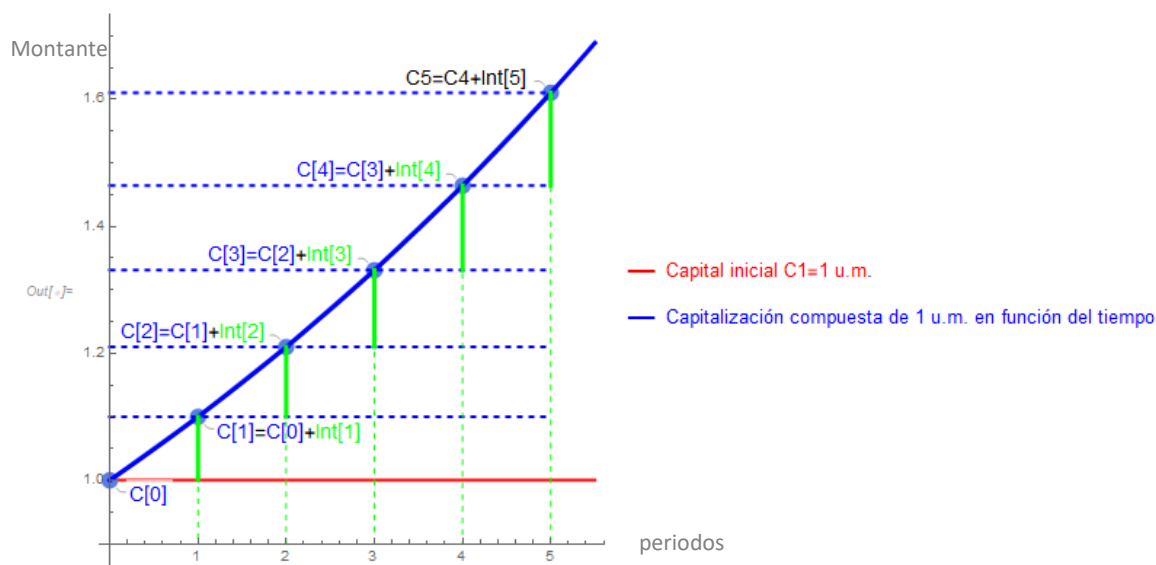 Montante
C5=C4+Int[5]
1.6
C[4]=C[3]+Int[4]
1.4
C[3]=C[2]+Int[3]
Out[ ]=
C[2]=C[1]+Int[2]
1.2
C[1]=C[0]+Int[1]
1.0
C[0]
1 2 3 4 5
periodos
Capital inicial C1=1 u.m.
Capitalización compuesta de 1 u.m. en función del tiempo